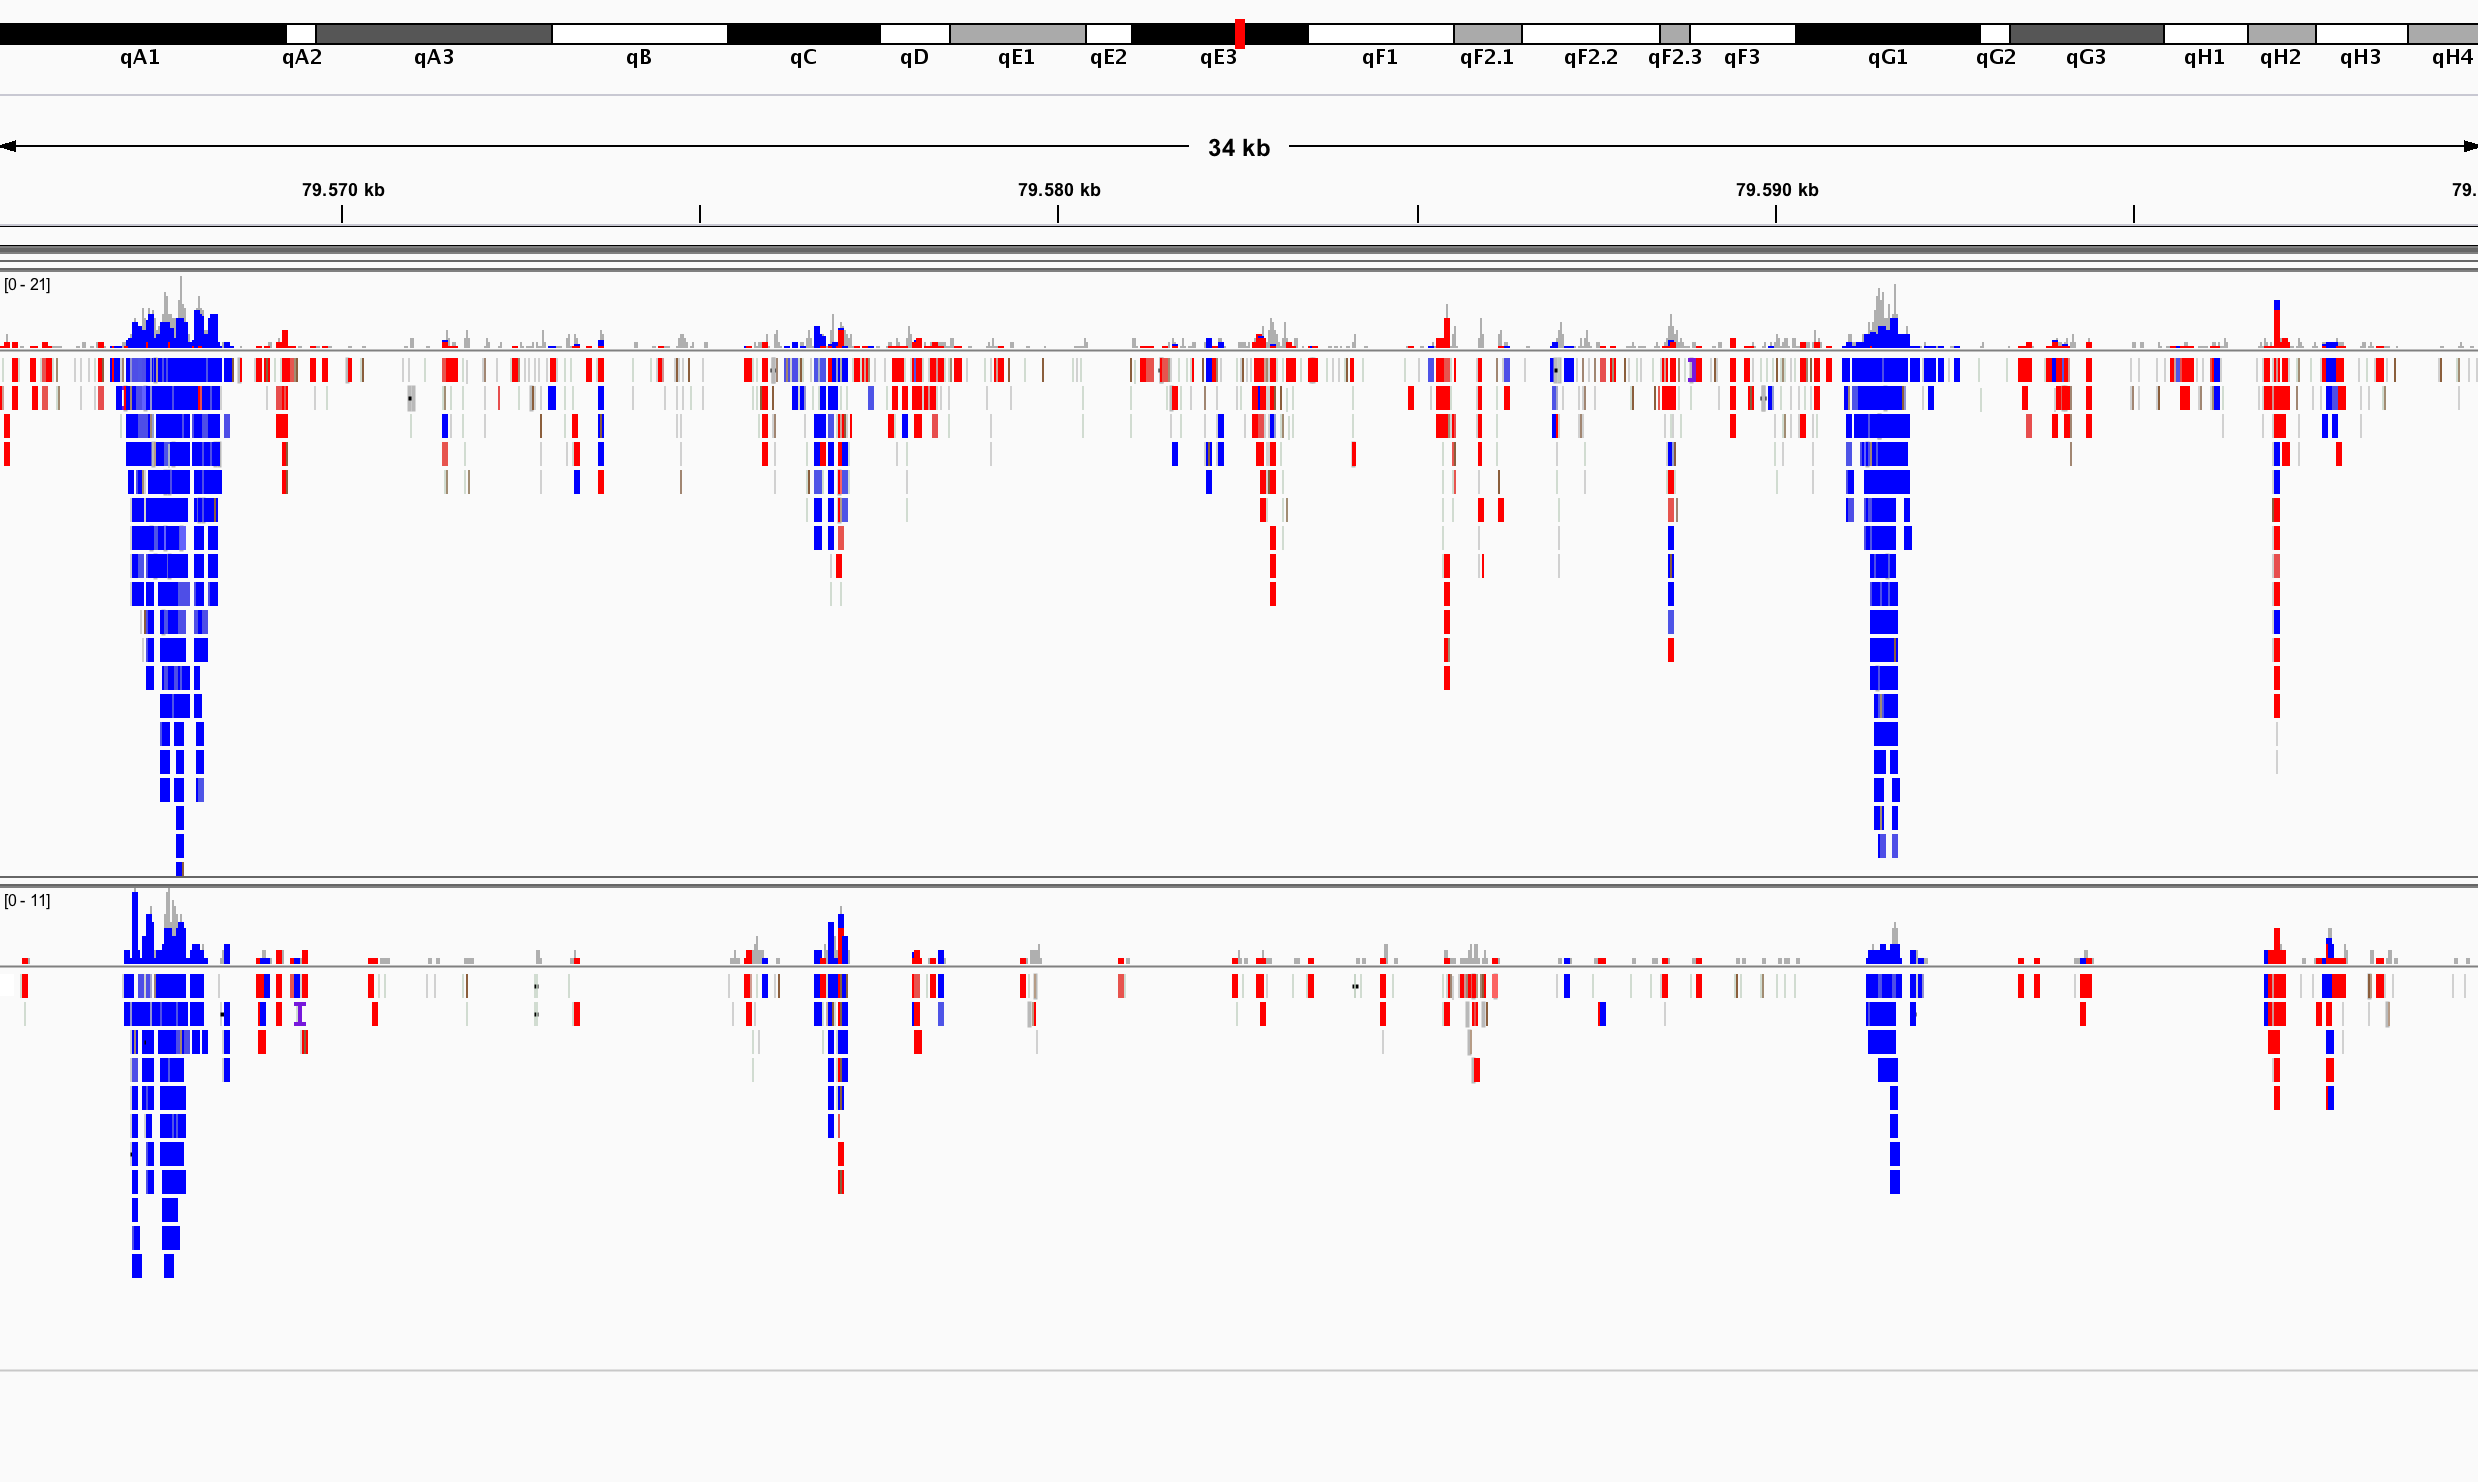 qA1 qA2 qA3 qB qC qD qE1 qE2 qE3 qF1 qF2.1 qF2.2 qF2.3 qF3 qG1 qG2 qG3 qH1 qH2 qH3 qH4
34 kb
79.570 kb 79.580 kb 79.590 kb 79.
[0 - 21]
[0 - 11]